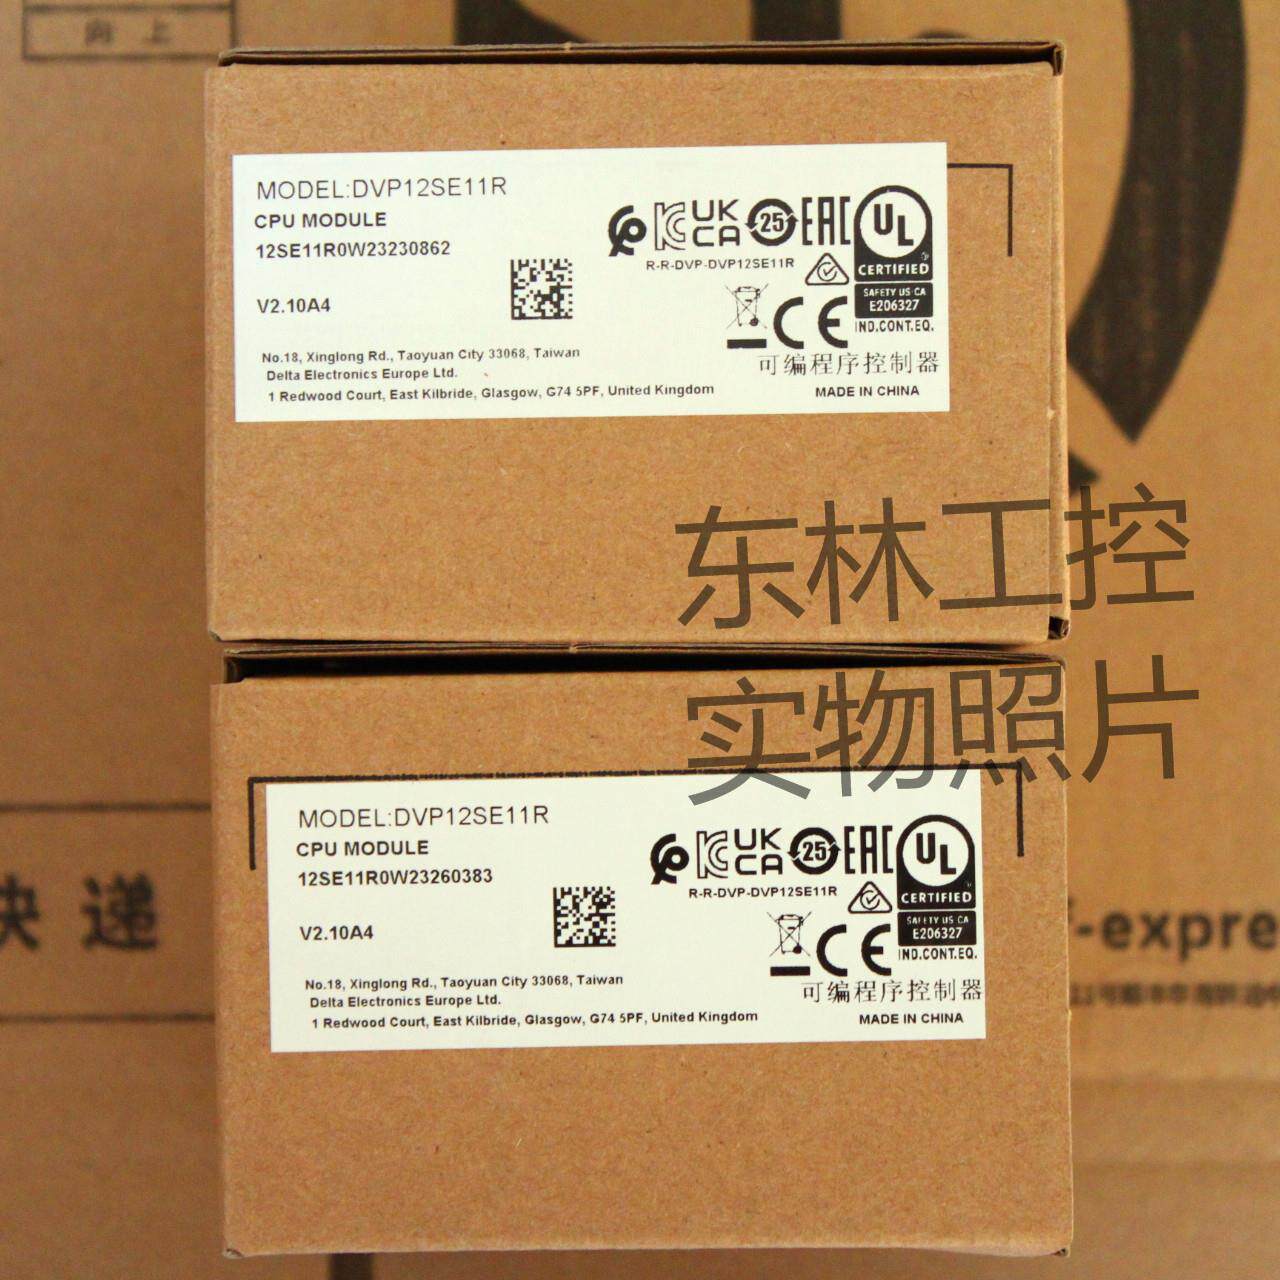 向上
MODEL:DVP12SE11R
CPU MODULE
12SE11R0W23230862
V2.10A4
UK
CA
25
EAC
UL
CERTIFIED
SAFETY US CA
E206327
IND.CONT.EQ.
R-R-DVP-DVP12SE11R
CE
可编程序控制器
No.18, Xinglong Rd., Taoyuan City 33068, Taiwan
Delta Electronics Europe Ltd.
1 Redwood Court, East Kilbride, Glasgow, G74 5PF, United Kingdom
MADE IN CHINA
东林工控
实物照片
MODEL:DVP12SE11R
CPU MODULE
12SE11R0W23260383
V2.10A4
UK
CA
25
EAC
UL
CERTIFIED
SAFETY US CA
E206327
IND.CONT.EQ.
R-R-DVP-DVP12SE11R
CE
可编程序控制器
No.18, Xinglong Rd., Taoyuan City 33068, Taiwan
Delta Electronics Europe Ltd.
1 Redwood Court, East Kilbride, Glasgow, G74 5PF, United Kingdom
MADE IN CHINA
快递
-expre